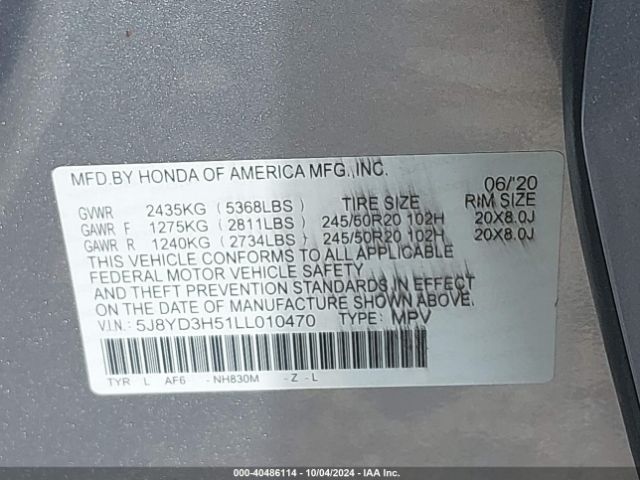 MFD.BY HONDA OF AMERICA MFG.,INC. 06/'20
GVWR 2435KG (5368LBS) TIRE SIZE RIM SIZE
GAWR F 1275KG (2811LBS) 245/50R20 102H 20X8.0J
GAWR R 1240KG (2734LBS) 245/50R20 102H 20X8.0J
THIS VEHICLE CONFORMS TO ALL APPLICABLE
FEDERAL MOTOR VEHICLE SAFETY
AND THEFT PREVENTION STANDARDS IN EFFECT
ON THE DATE OF MANUFACTURE SHOWN ABOVE.
V.I.N.: 5J8YD3H51LL010470 TYPE: MPV
TYR L AF6 -NH830M -Z-L
000-40486114 - 10/04/2024 - IAA Inc.